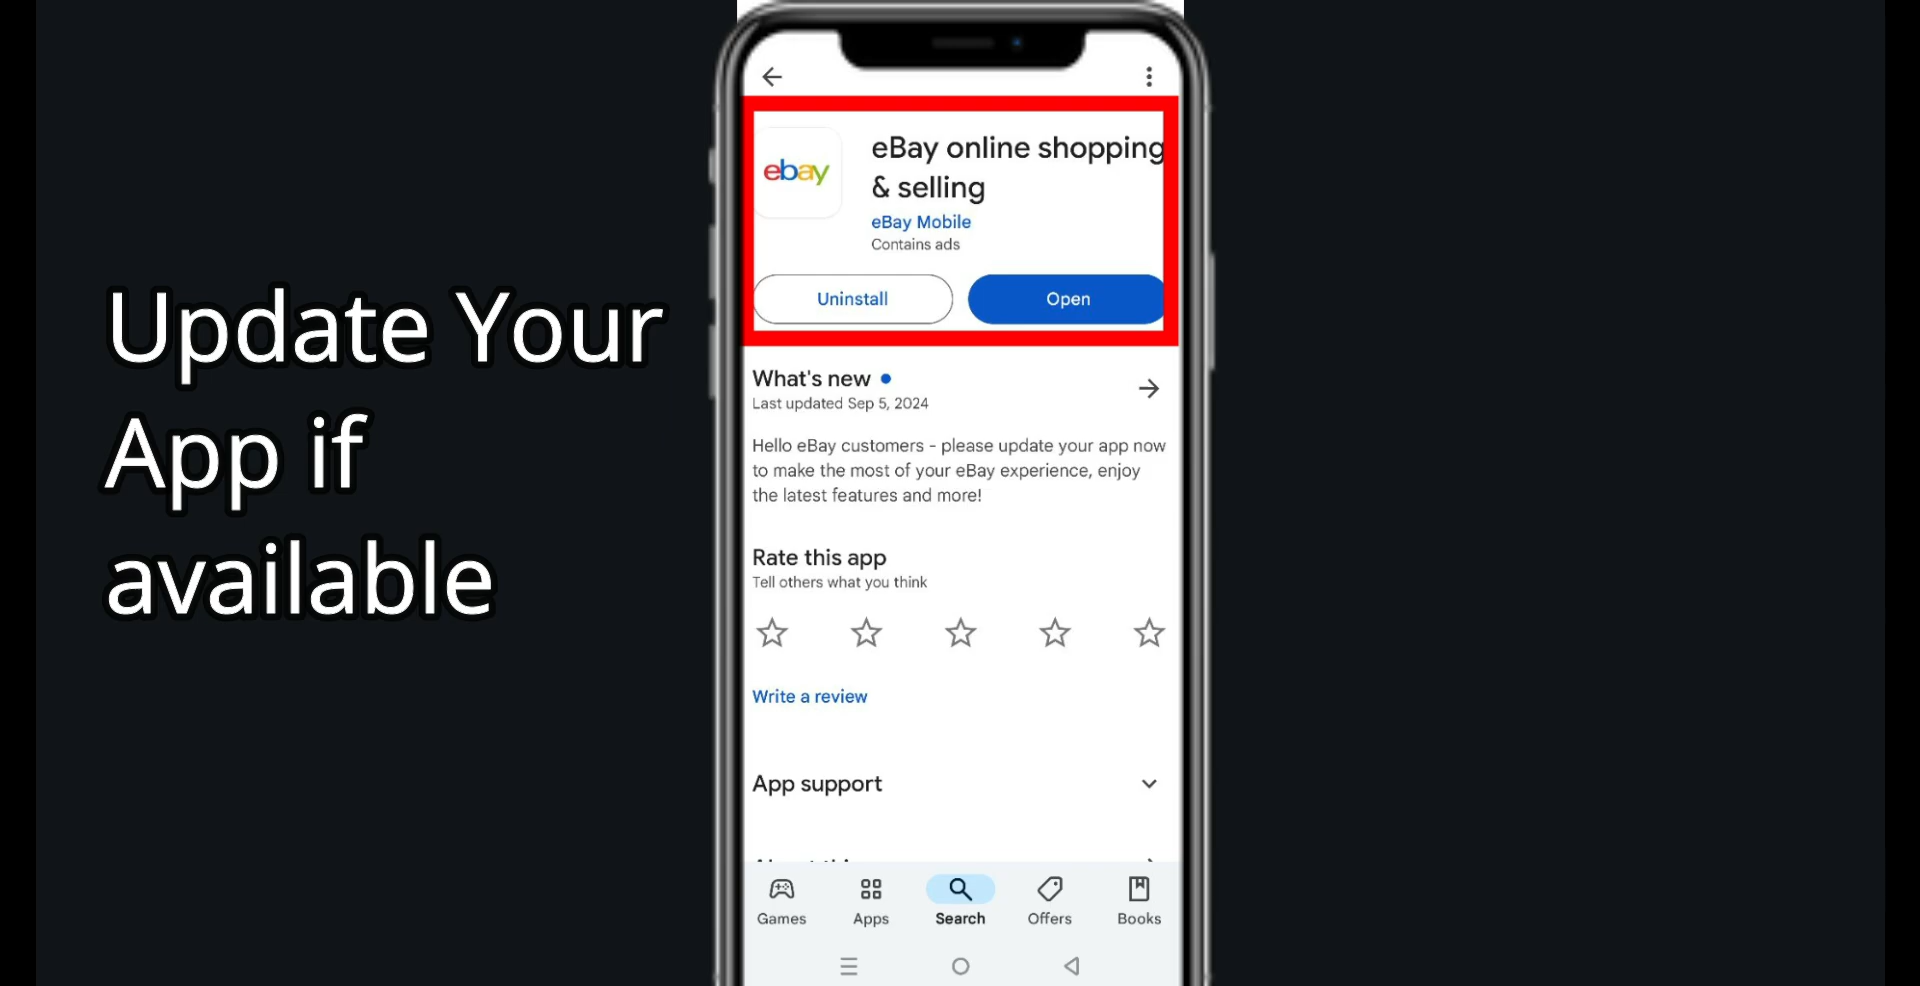 Update Your
App if
available
ebay
eBay online shopping
& selling
eBay Mobile
Contains ads
Uninstall
Open
What's new
Last updated Sep 5, 2024
Hello eBay customers - please update your app now
to make the most of your eBay experience, enjoy
the latest features and more!
Rate this app
Tell others what you think
Write a review
App support
Games
Apps
Search
Offers
Books